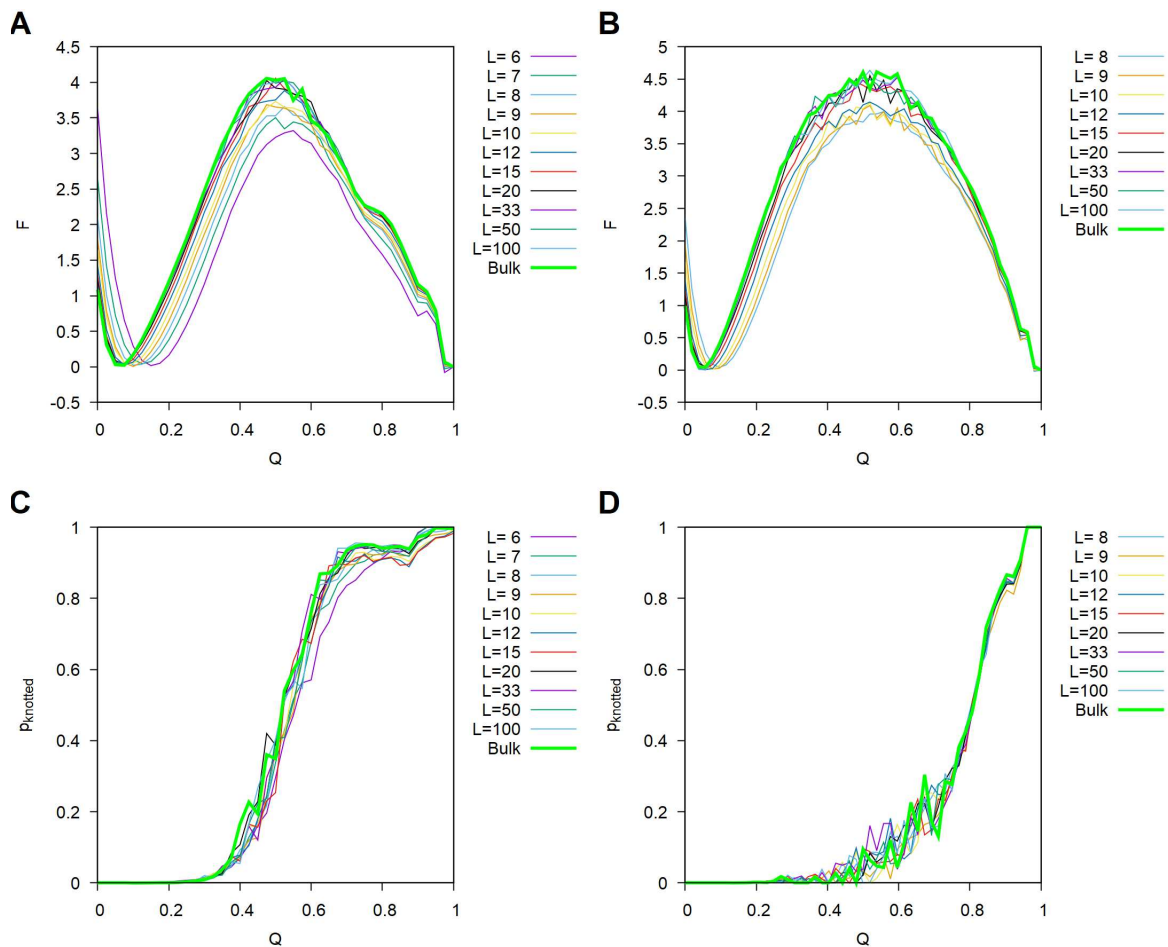 A
4.5
4
3.5
3
2.5
2
1.5
1
0.5
0
-0.5
F
0 0.2 0.4 0.6 0.8 1
Q
L= 6
L= 7
L= 8
L= 9
L=10
L=12
L=15
L=20
L=33
L=50
L=100
Bulk
B
5
4.5
4
3.5
3
2.5
2
1.5
1
0.5
0
-0.5
F
0 0.2 0.4 0.6 0.8 1
Q
L= 8
L= 9
L=10
L=12
L=15
L=20
L=33
L=50
L=100
Bulk
C
1
0.8
0.6
0.4
0.2
0
pknotted
0 0.2 0.4 0.6 0.8 1
Q
L= 6
L= 7
L= 8
L= 9
L=10
L=12
L=15
L=20
L=33
L=50
L=100
Bulk
D
1
0.8
0.6
0.4
0.2
0
pknotted
0 0.2 0.4 0.6 0.8 1
Q
L= 8
L= 9
L=10
L=12
L=15
L=20
L=33
L=50
L=100
Bulk